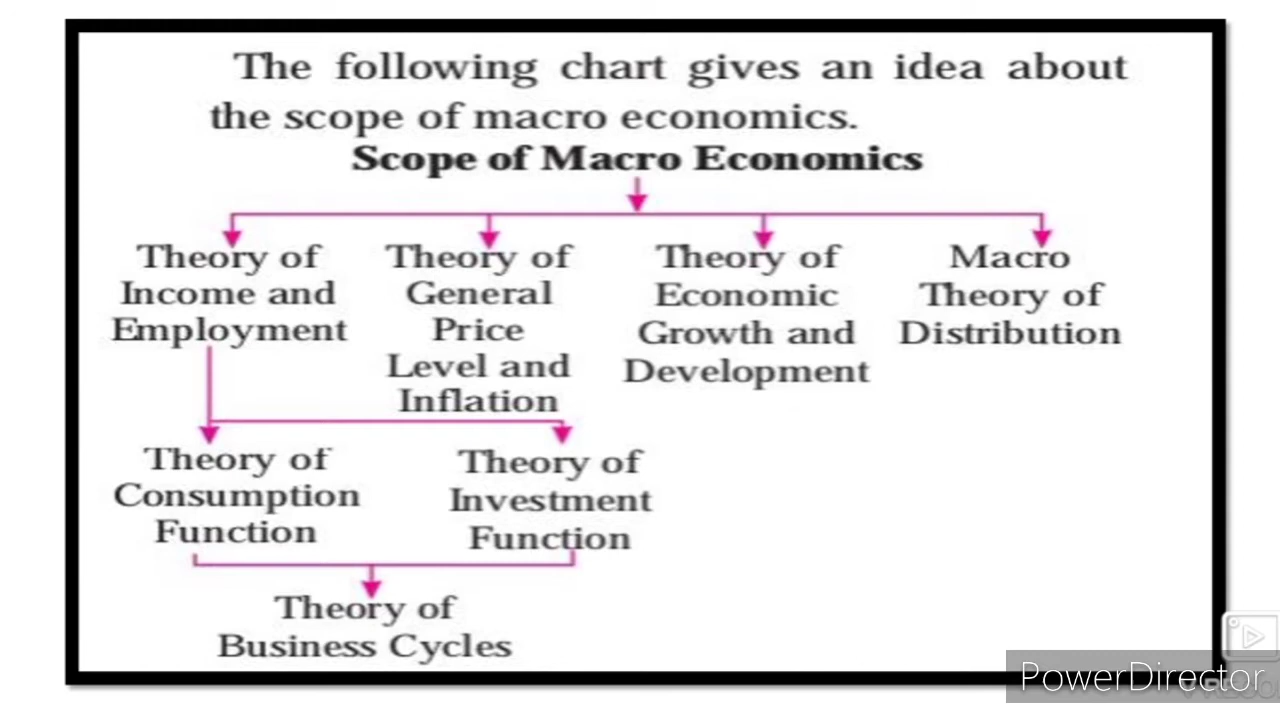 The following chart gives an idea about
the scope of macro economics.
Scope of Macro Economics
Theory of
Income and
Employment
Theory of
General
Price
Level and
Inflation
Theory of
Economic
Growth and
Development
Macro
Theory of
Distribution
Theory of
Consumption
Function
Theory of
Investment
Function
Theory of
Business Cycles
PowerDirector